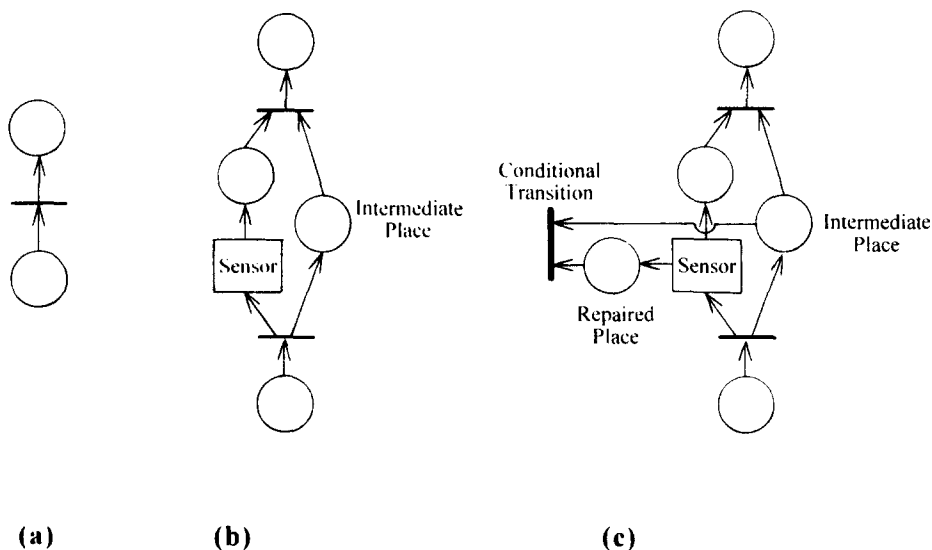 Sensor
Intermediate
Place
Conditional
Transition
Sensor
Repaired
Place
Intermediate
Place
(a)
(b)
(c)